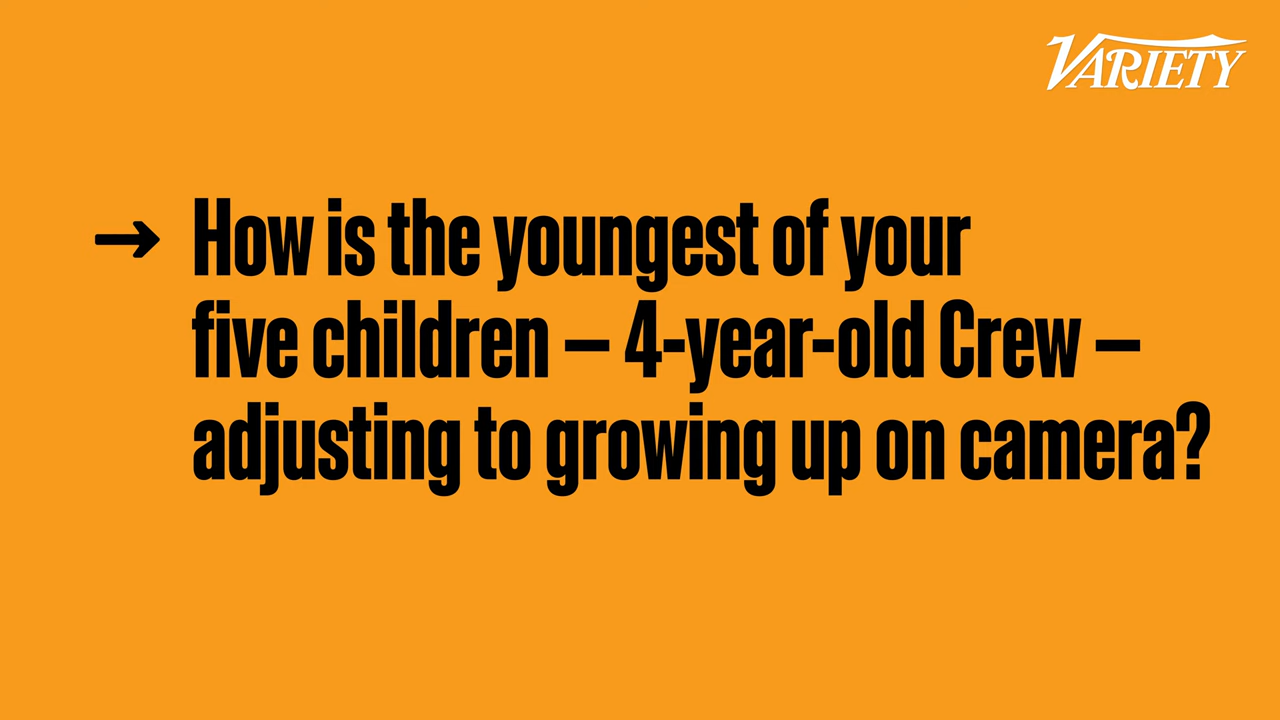 VARIETY
→ How is the youngest of your
five children – 4-year-old Crew –
adjusting to growing up on camera?